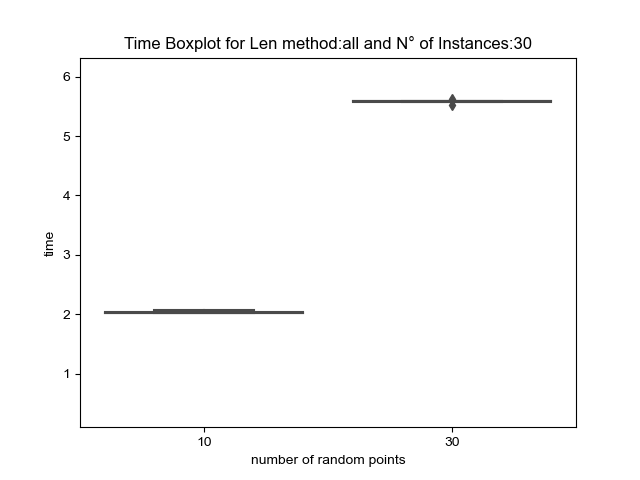 Time Boxplot for Len method:all and N° of Instances:30
6
5
4
3
2
1
time
10 30
number of random points